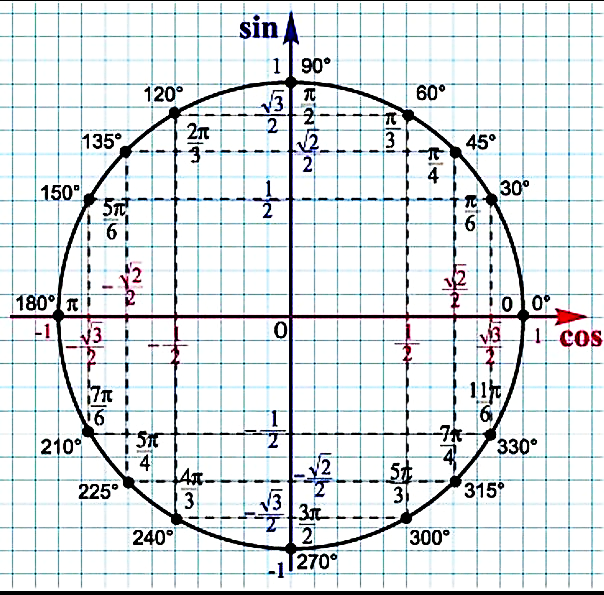 sin
1 90°
120° √3/2 π/2 60°
2π/3 π/3
135° √2/2 π/4 45°
150° 5π/6 1/2 π/6 30°
-√2/2 √2/2
180° π 0 0°
-1 -√3/2 -1/2 0 1/2 √3/2 1 cos
7π/6 11π/6
210° -1/2 330°
5π/4 7π/4
225° 4π/3 -√2/2 5π/3 315°
240° -√3/2 3π/2 300°
-1 270°